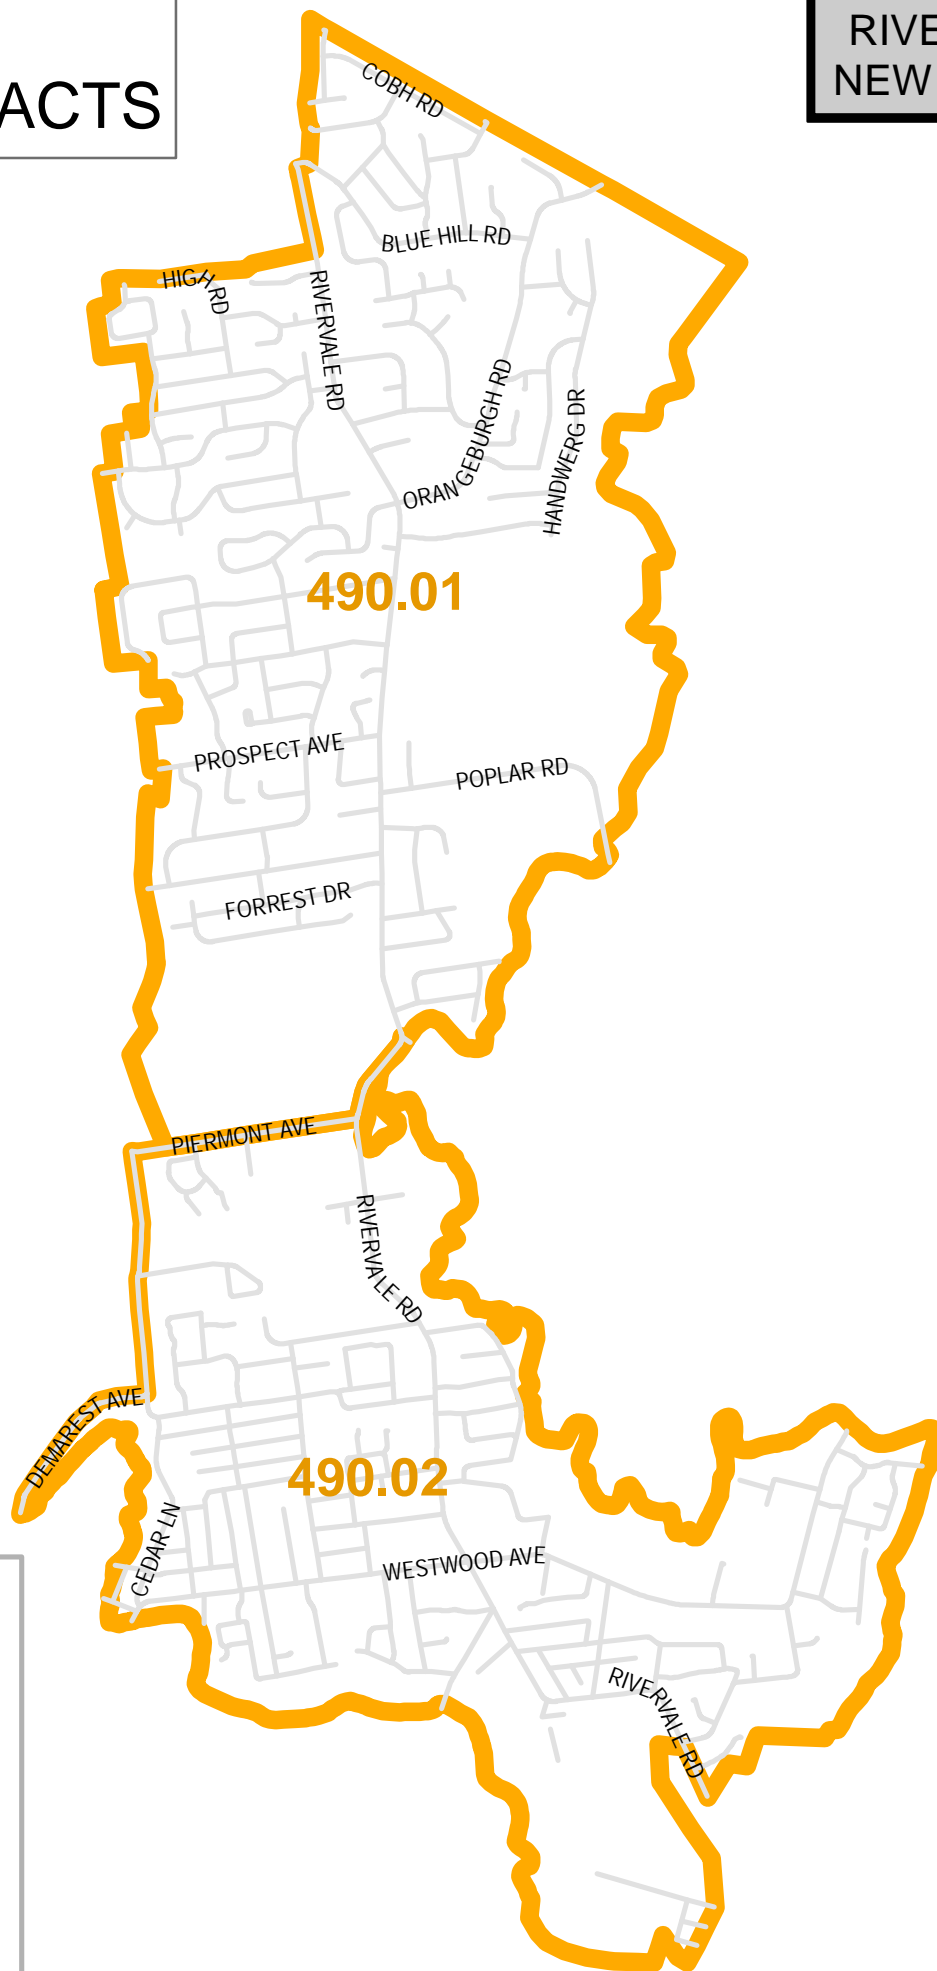 ACTS
RIVE
NEW
COBH RD
BLUE HILL RD
HIGH RD
RIVERVALE RD
ORANGEBURGH RD
HANDWERG DR
490.01
PROSPECT AVE
POPLAR RD
FORREST DR
PIERMONT AVE
RIVERVALE RD
DEMAREST AVE
490.02
CEDAR LN
WESTWOOD AVE
RIVERVALE RD